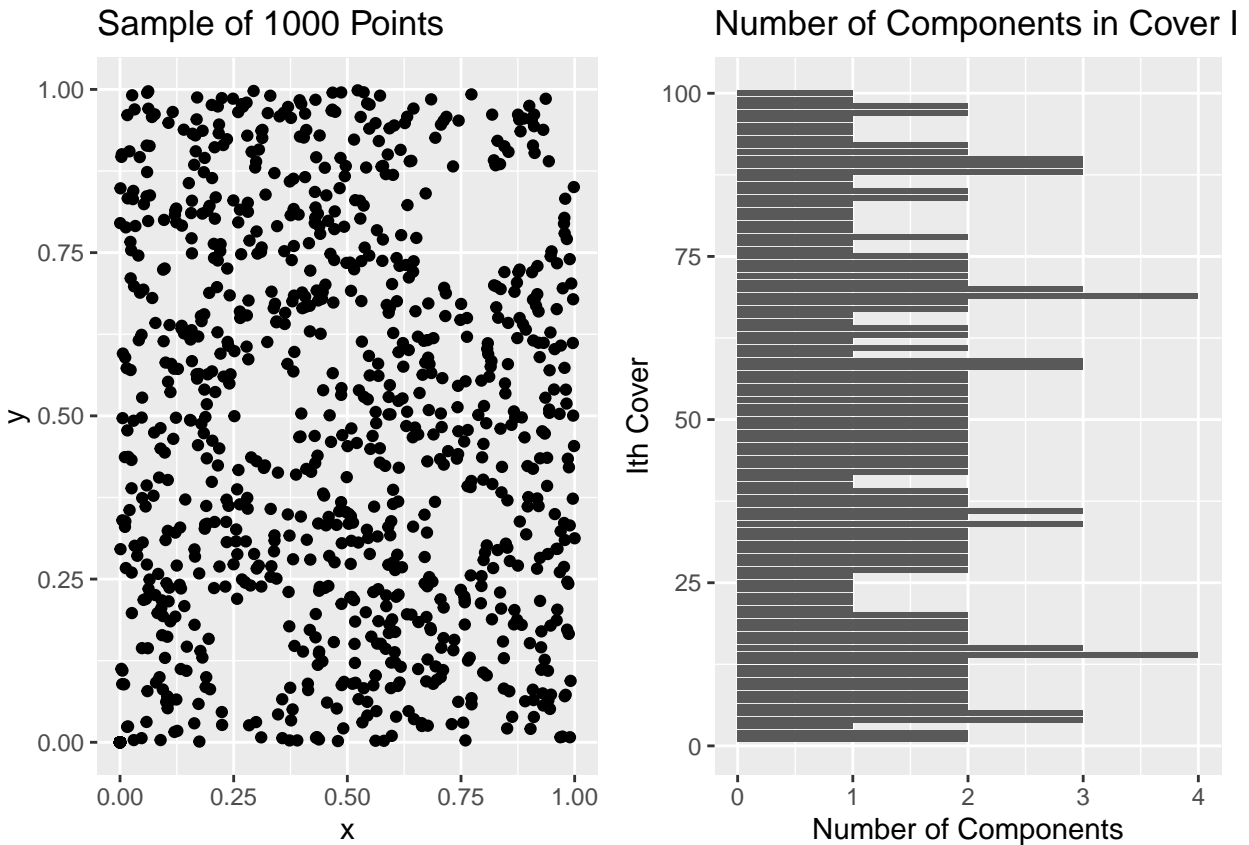 Sample of 1000 Points
1.00
0.75
0.50
0.25
0.00
y
0.00 0.25 0.50 0.75 1.00
x
Number of Components in Cover I
100
75
50
25
0
Ith Cover
0 1 2 3 4
Number of Components